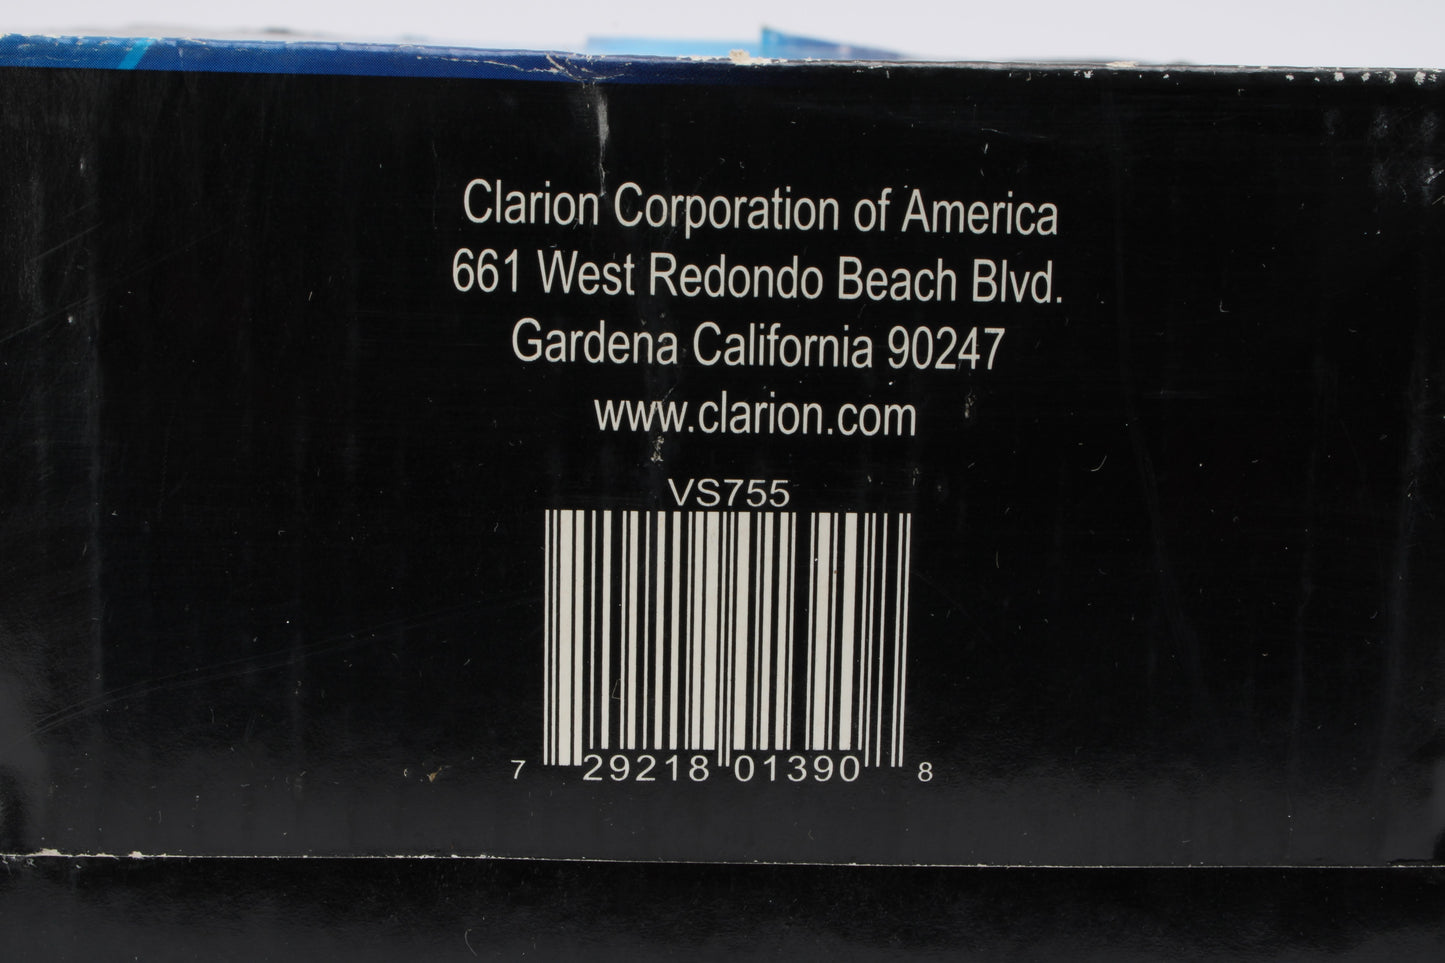 Clarion Corporation of America
661 West Redondo Beach Blvd.
Gardena California 90247
www.clarion.com
VS755
7 29218 01390 8